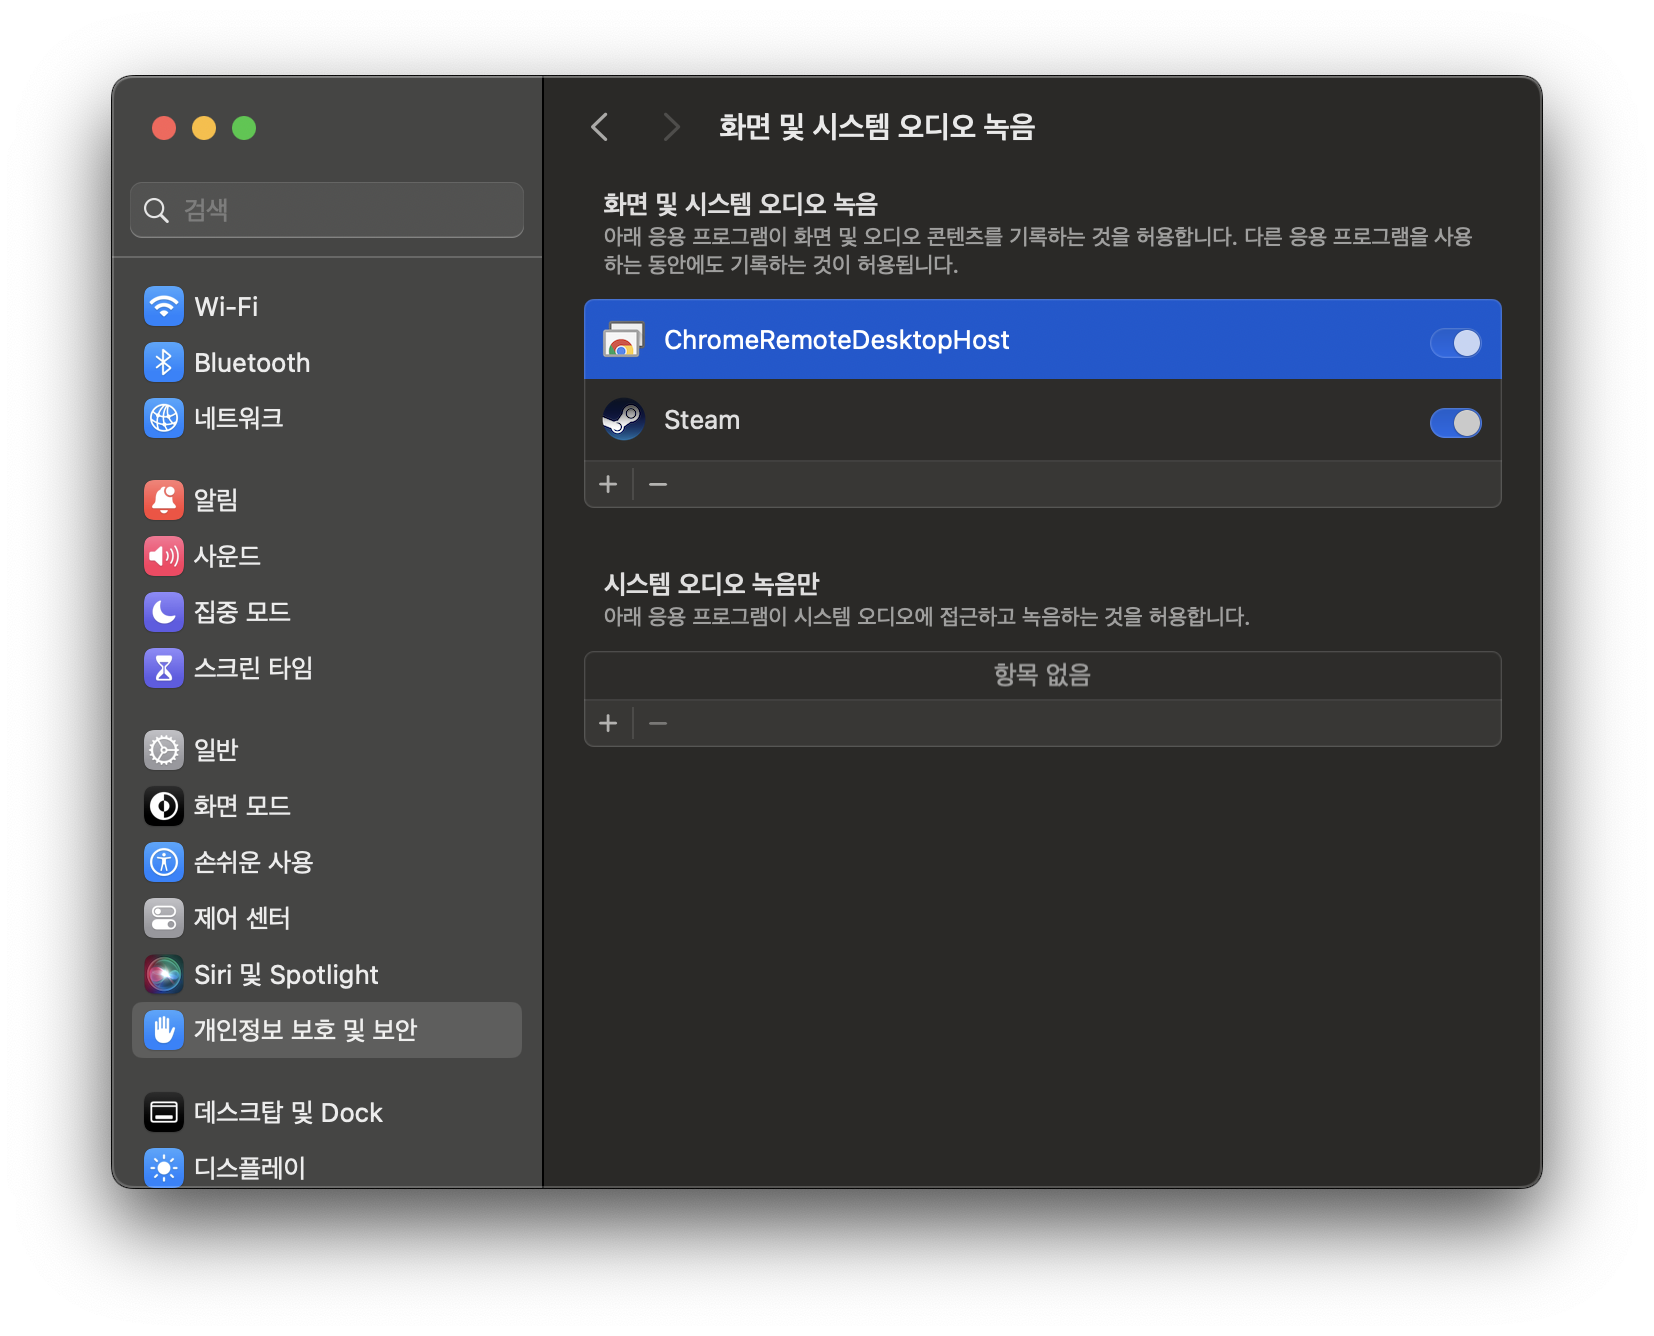 검색
Wi-Fi
Bluetooth
네트워크
알림
사운드
집중 모드
스크린 타임
일반
화면 모드
손쉬운 사용
제어 센터
Siri 및 Spotlight
개인정보 보호 및 보안
데스크탑 및 Dock
디스플레이
화면 및 시스템 오디오 녹음
화면 및 시스템 오디오 녹음
아래 응용 프로그램이 화면 및 오디오 콘텐츠를 기록하는 것을 허용합니다. 다른 응용 프로그램을 사용
하는 동안에도 기록하는 것이 허용됩니다.
ChromeRemoteDesktopHost
Steam
시스템 오디오 녹음만
아래 응용 프로그램이 시스템 오디오에 접근하고 녹음하는 것을 허용합니다.
항목 없음